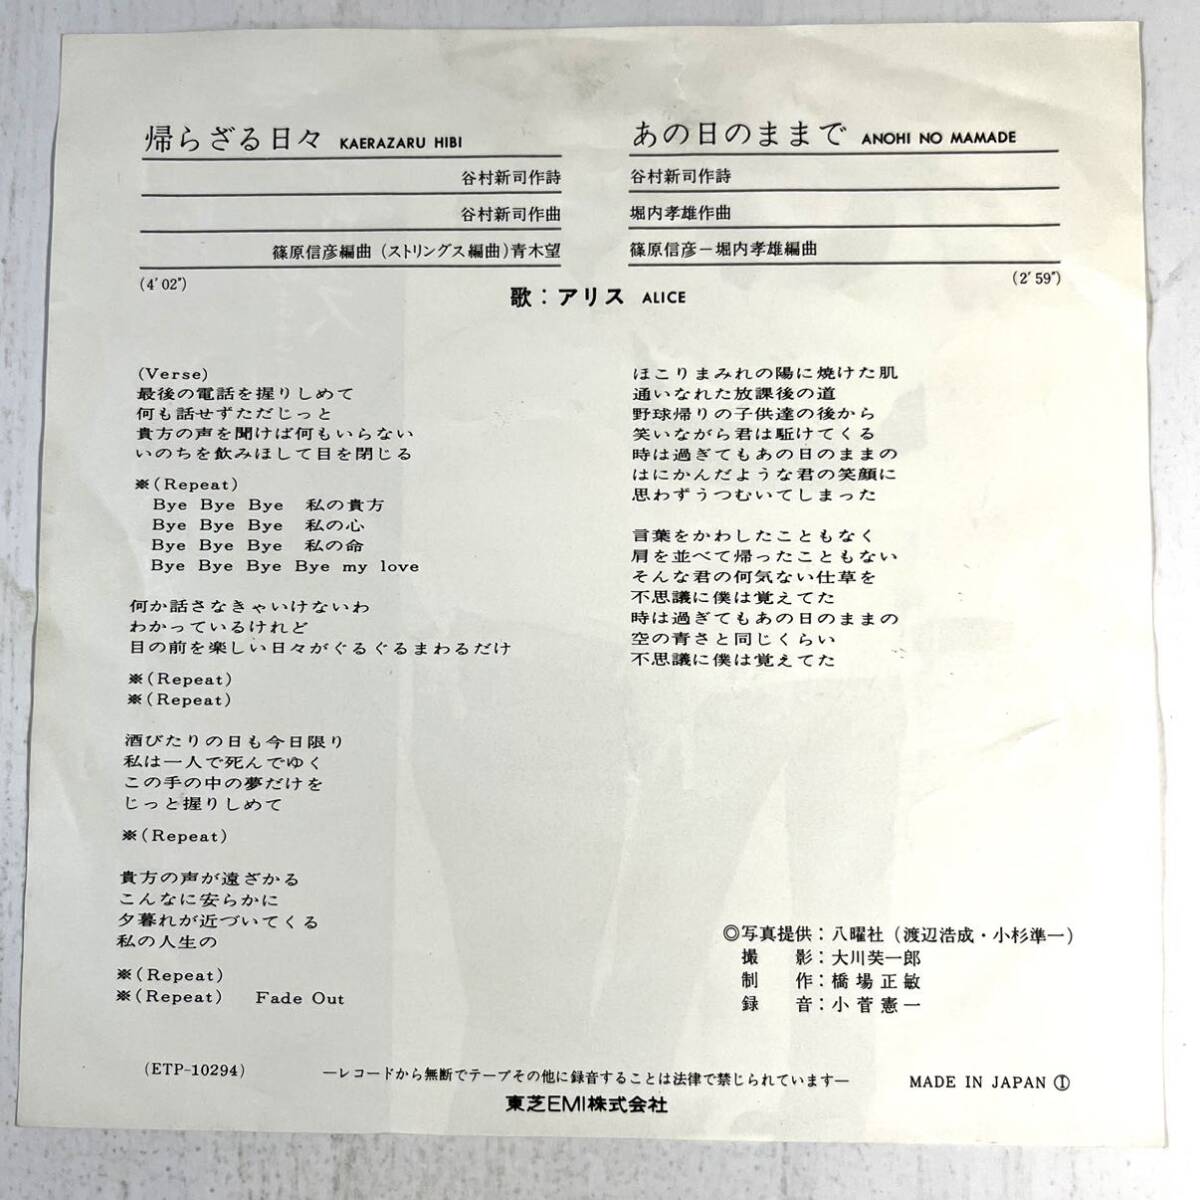 帰らざる日々 KAERAZARU HIBI
谷村新司作詩
谷村新司作曲
篠原信彦編曲（ストリングス編曲）青木望
(4'02")
あの日のままで ANOHI NO MAMADE
谷村新司作詩
堀内孝雄作曲
篠原信彦－堀内孝雄編曲
(2'59")
歌：アリス ALICE
(Verse)
最後の電話を握りしめて
何も話せずただじっと
貴方の声を聞けば何もいらない
いのちを飲みほして目を閉じる
※(Repeat)
Bye Bye Bye 私の貴方
Bye Bye Bye 私の心
Bye Bye Bye 私の命
Bye Bye Bye Bye my love
何か話さなきゃいけないわ
わかっているけれど
目の前を楽しい日々がぐるぐるまわるだけ
※(Repeat)
※(Repeat)
酒びたりの日も今日限り
私は一人で死んでゆく
この手の中の夢だけを
じっと握りしめて
※(Repeat)
貴方の声が遠ざかる
こんなに安らかに
夕暮れが近づいてくる
私の人生の
※(Repeat)
※(Repeat) Fade Out
ほこりまみれの陽に焼けた肌
通いなれた放課後の道
野球帰りの子供達の後から
笑いながら君は駈けてくる
時は過ぎてもあの日のままの
はにかんだような君の笑顔に
思わずうつむいてしまった
言葉をかわしたこともなく
肩を並べて帰ったこともない
そんな君の何気ない仕草を
不思議に僕は覚えてた
時は過ぎてもあの日のままの
空の青さと同じくらい
不思議に僕は覚えてた
◎写真提供：八曜社（渡辺浩成・小杉準一）
撮影：大川英一郎
制作：橋場正敏
録音：小菅憲一
(ETP-10294)
—レコードから無断でテープその他に録音することは法律で禁じられています—
MADE IN JAPAN Ⓘ
東芝EMI株式会社